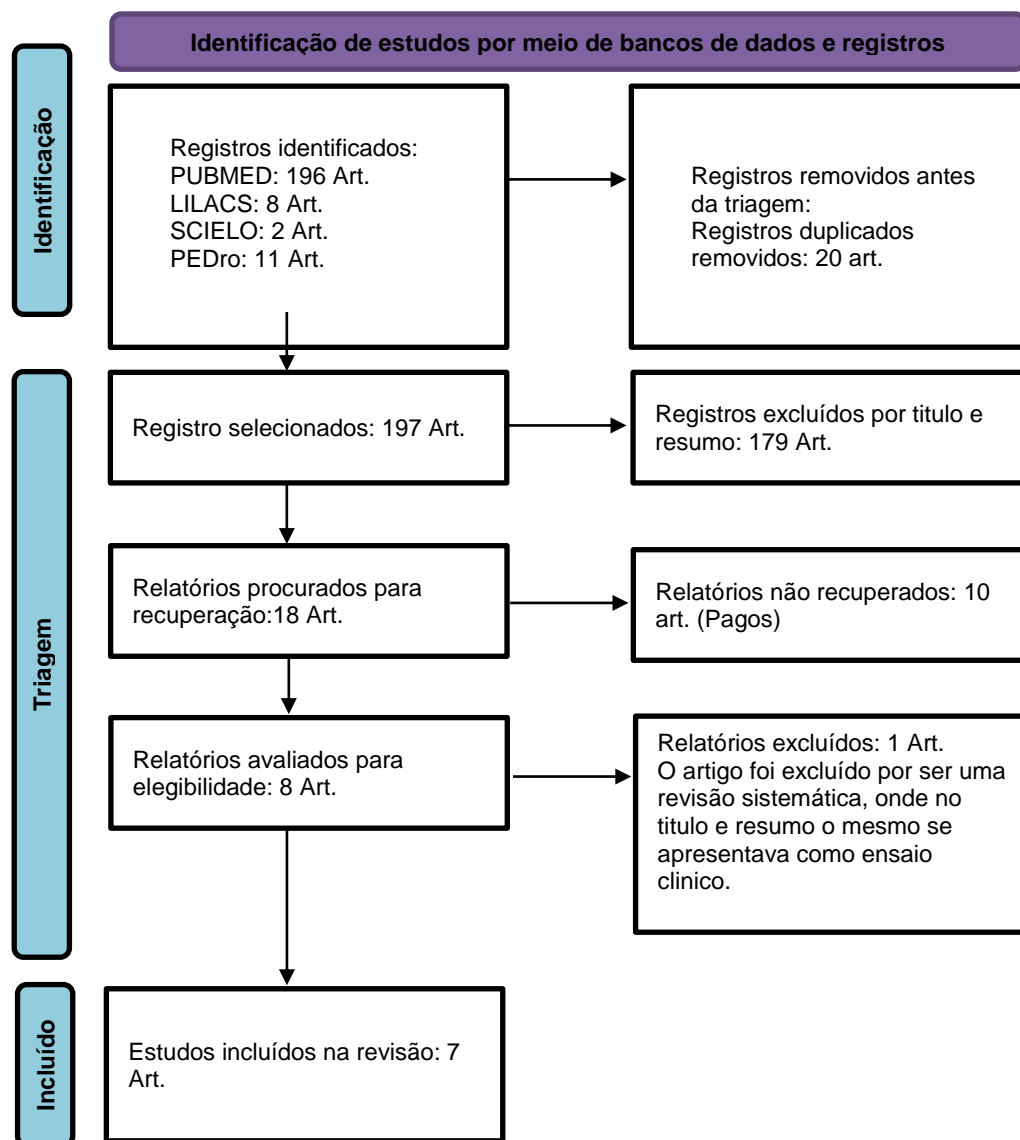 Identificação de estudos por meio de bancos de dados e registros
Identificação
Registros identificados:
PUBMED: 196 Art.
LILACS: 8 Art.
SCIELO: 2 Art.
PEDro: 11 Art.
Registros removidos antes
da triagem:
Registros duplicados
removidos: 20 art.
Triagem
Registro selecionados: 197 Art.
Registros excluídos por titulo e
resumo: 179 Art.
Relatórios procurados para
recuperação:18 Art.
Relatórios não recuperados: 10
art. (Pagos)
Relatórios avaliados para
elegibilidade: 8 Art.
Relatórios excluídos: 1 Art.
O artigo foi excluído por ser uma
revisão sistemática, onde no
titulo e resumo o mesmo se
apresentava como ensaio
clinico.
Incluído
Estudos incluídos na revisão: 7
Art.